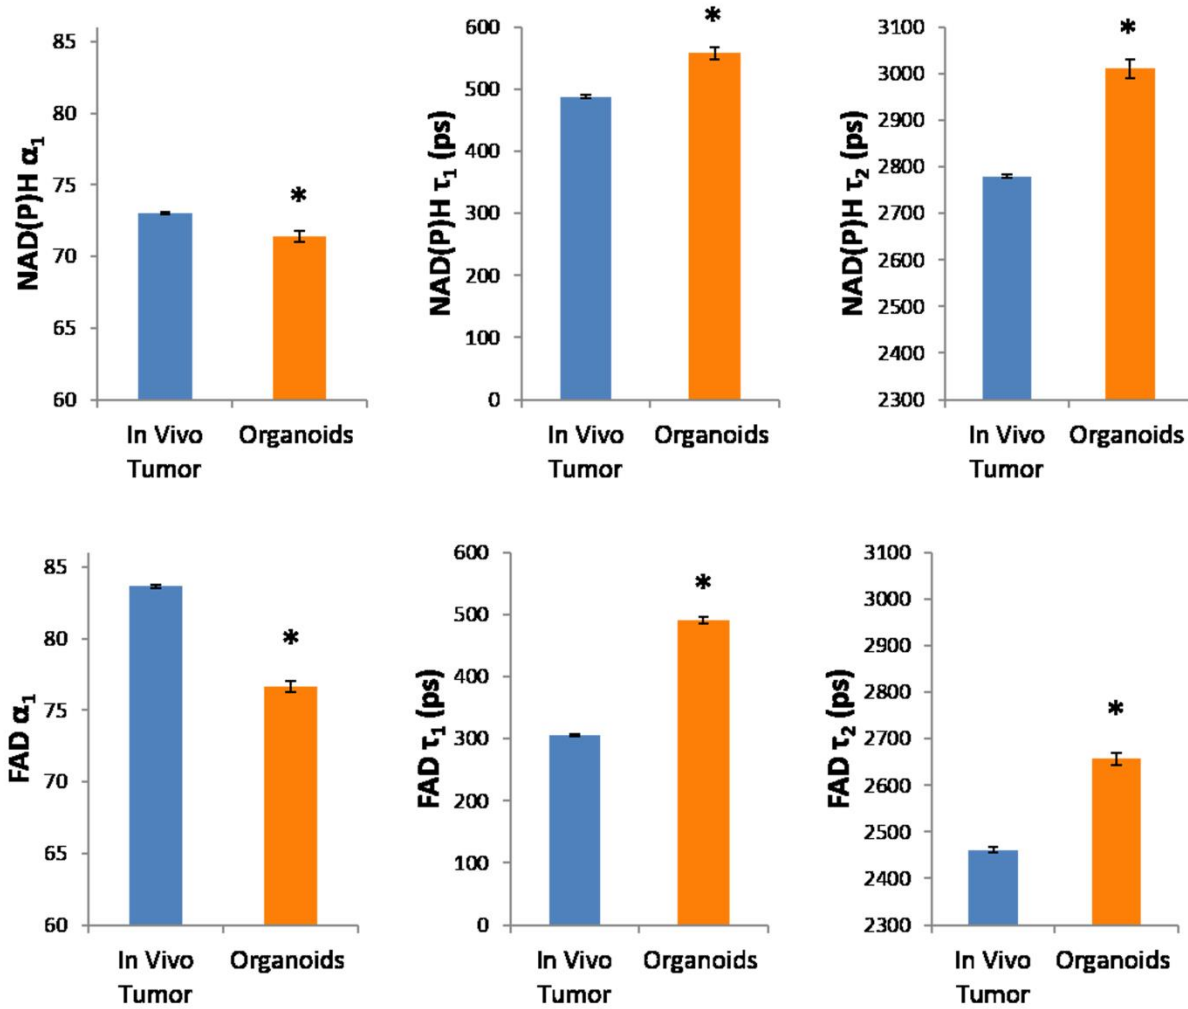 NAD(P)H α₁
85
80
75
70
65
60
*
In Vivo
Tumor
Organoids
NAD(P)H τ₁ (ps)
600
500
400
300
200
100
0
*
In Vivo
Tumor
Organoids
NAD(P)H τ₂ (ps)
3100
3000
2900
2800
2700
2600
2500
2400
2300
*
In Vivo
Tumor
Organoids
FAD α₁
85
80
75
70
65
60
*
In Vivo
Tumor
Organoids
FAD τ₁ (ps)
600
500
400
300
200
100
0
*
In Vivo
Tumor
Organoids
FAD τ₂ (ps)
3100
3000
2900
2800
2700
2600
2500
2400
2300
*
In Vivo
Tumor
Organoids